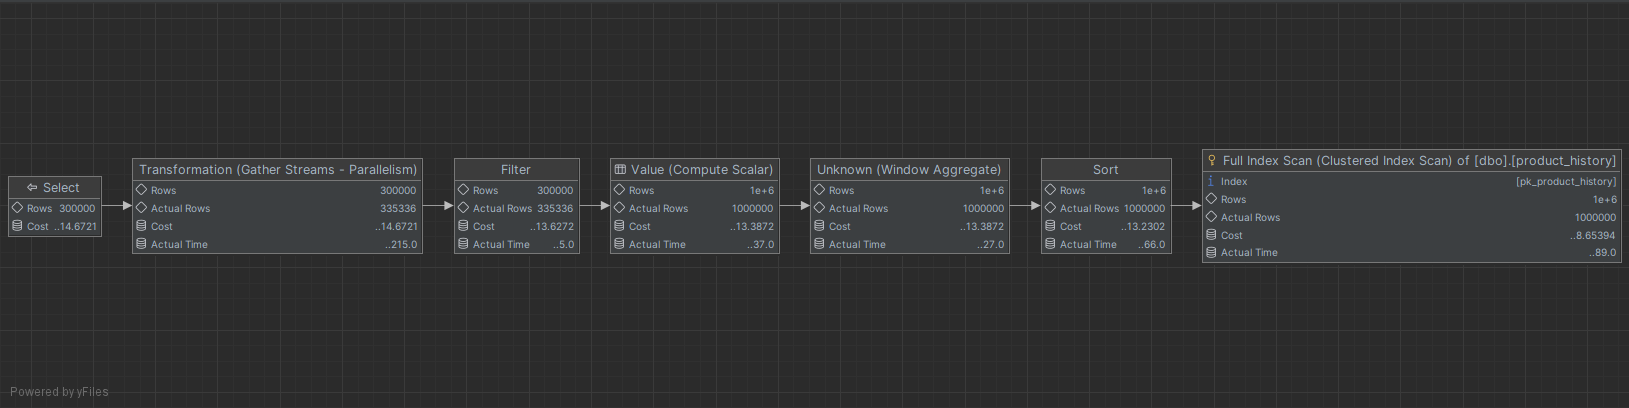 Select
Rows 300000
Cost ..14.6721
Transformation (Gather Streams - Parallelism)
Rows 300000
Actual Rows 335336
Cost ..14.6721
Actual Time ..215.0
Filter
Rows 300000
Actual Rows 335336
Cost ..13.6272
Actual Time ..5.0
Value (Compute Scalar)
Rows 1e+6
Actual Rows 1000000
Cost ..13.3872
Actual Time ..37.0
Unknown (Window Aggregate)
Rows 1e+6
Actual Rows 1000000
Cost ..13.3872
Actual Time ..27.0
Sort
Rows 1e+6
Actual Rows 1000000
Cost ..13.2302
Actual Time ..66.0
Full Index Scan (Clustered Index Scan) of [dbo].[product_history]
Index [pk_product_history]
Rows 1e+6
Actual Rows 1000000
Cost ..8.65394
Actual Time ..89.0
Powered by yFiles